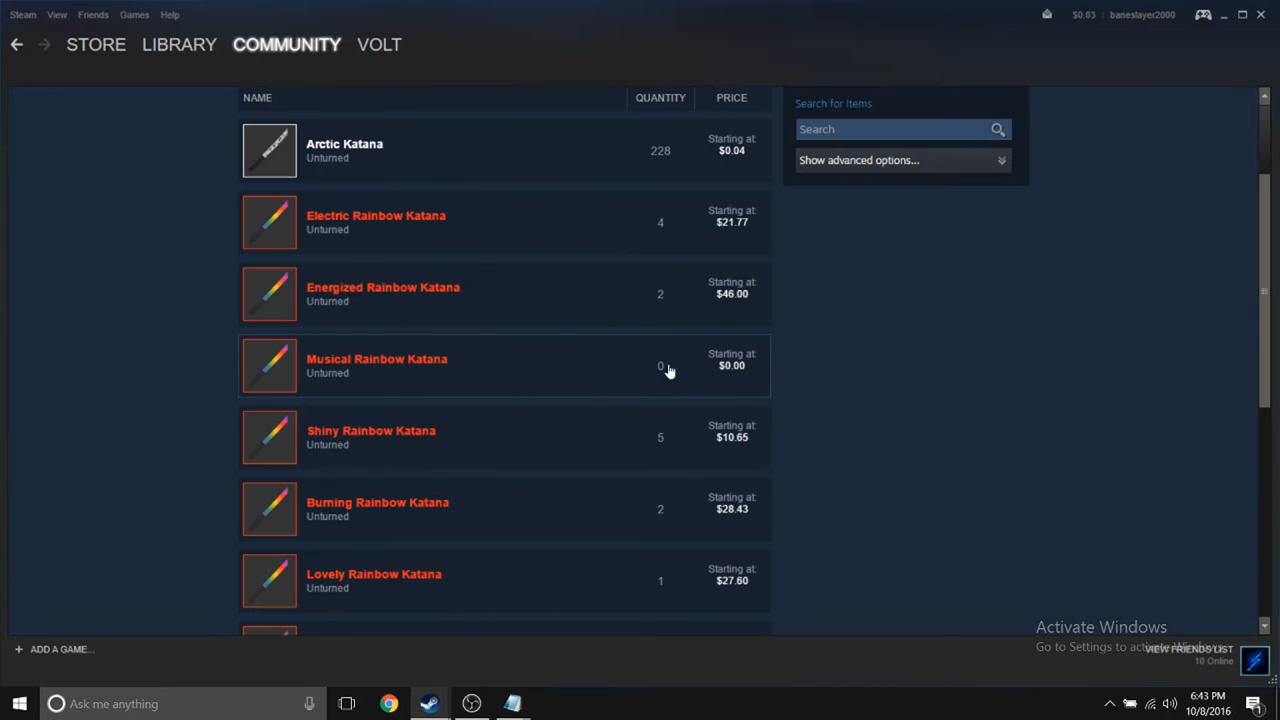 Steam View Friends Games Help
$0.03 | baneslayer2000
STORE LIBRARY COMMUNITY VOLT
NAME QUANTITY PRICE
Search for Items
Search
Show advanced options...
Arctic Katana
Unturned
228
Starting at:
$0.04
Electric Rainbow Katana
Unturned
4
Starting at:
$21.77
Energized Rainbow Katana
Unturned
2
Starting at:
$46.00
Musical Rainbow Katana
Unturned
0
Starting at:
$0.00
Shiny Rainbow Katana
Unturned
5
Starting at:
$10.65
Burning Rainbow Katana
Unturned
2
Starting at:
$28.43
Lovely Rainbow Katana
Unturned
1
Starting at:
$27.60
Activate Windows
Go to Settings to activate Windows.
+ ADD A GAME...
VIEW FRIENDS LIST
10 Online
Ask me anything
6:43 PM
10/8/2016
1